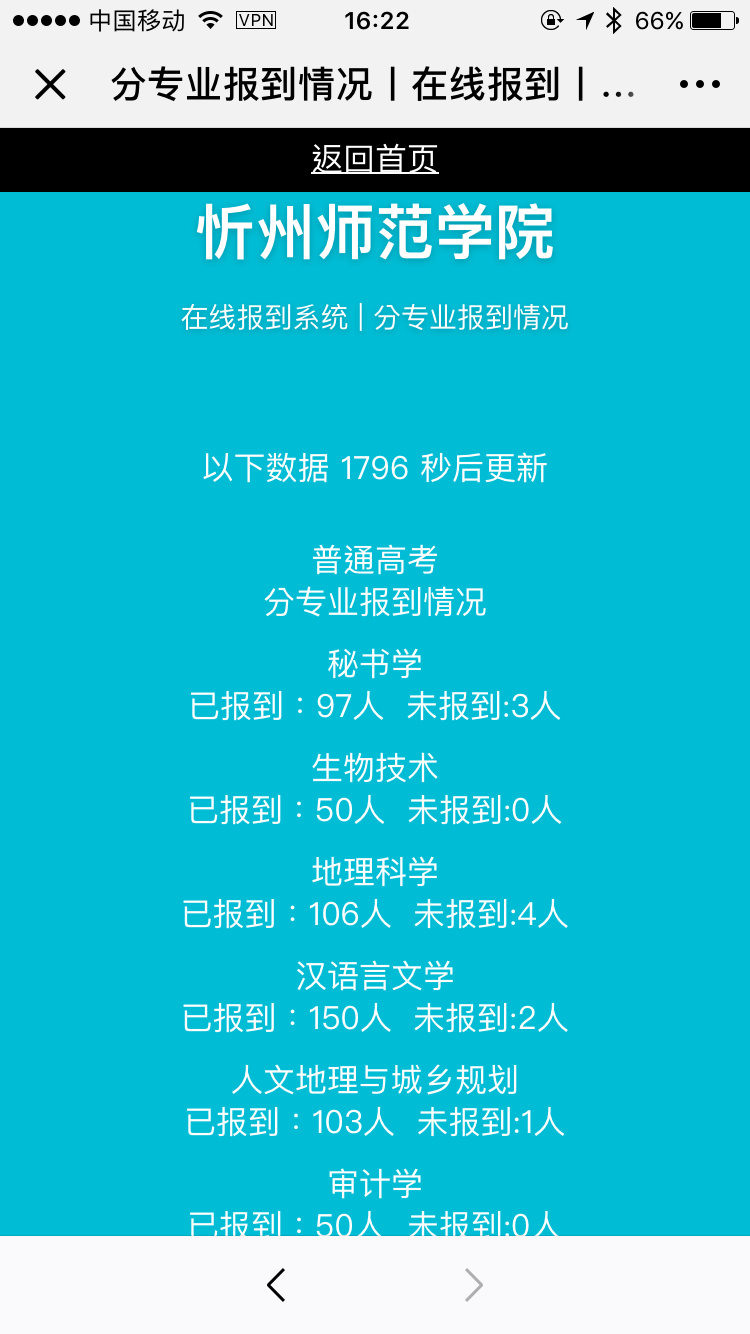 中国移动 VPN 16:22 66%
分专业报到情况丨在线报到丨...
返回首页
忻州师范学院
在线报到系统 | 分专业报到情况
以下数据 1796 秒后更新
普通高考
分专业报到情况
秘书学
已报到：97人 未报到:3人
生物技术
已报到：50人 未报到:0人
地理科学
已报到：106人 未报到:4人
汉语言文学
已报到：150人 未报到:2人
人文地理与城乡规划
已报到：103人 未报到:1人
审计学
已报到：50人 未报到:0人